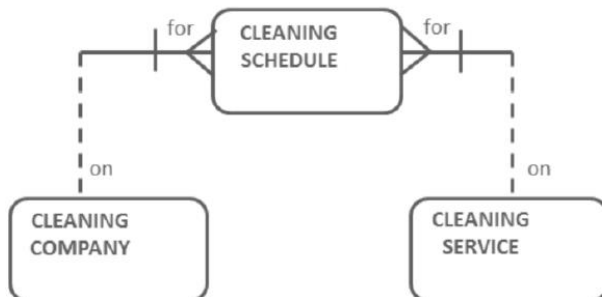 for
CLEANING
SCHEDULE
for
on
on
CLEANING
COMPANY
CLEANING
SERVICE